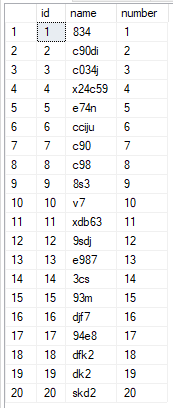 id name number
1 1 834 1
2 2 c90di 2
3 3 c034j 3
4 4 x24c59 4
5 5 e74n 5
6 6 cciju 6
7 7 c90 7
8 8 c98 8
9 9 8s3 9
10 10 v7 10
11 11 xdb63 11
12 12 9sdj 12
13 13 e987 13
14 14 3cs 14
15 15 93m 15
16 16 djf7 16
17 17 94e8 17
18 18 dfk2 18
19 19 dk2 19
20 20 skd2 20